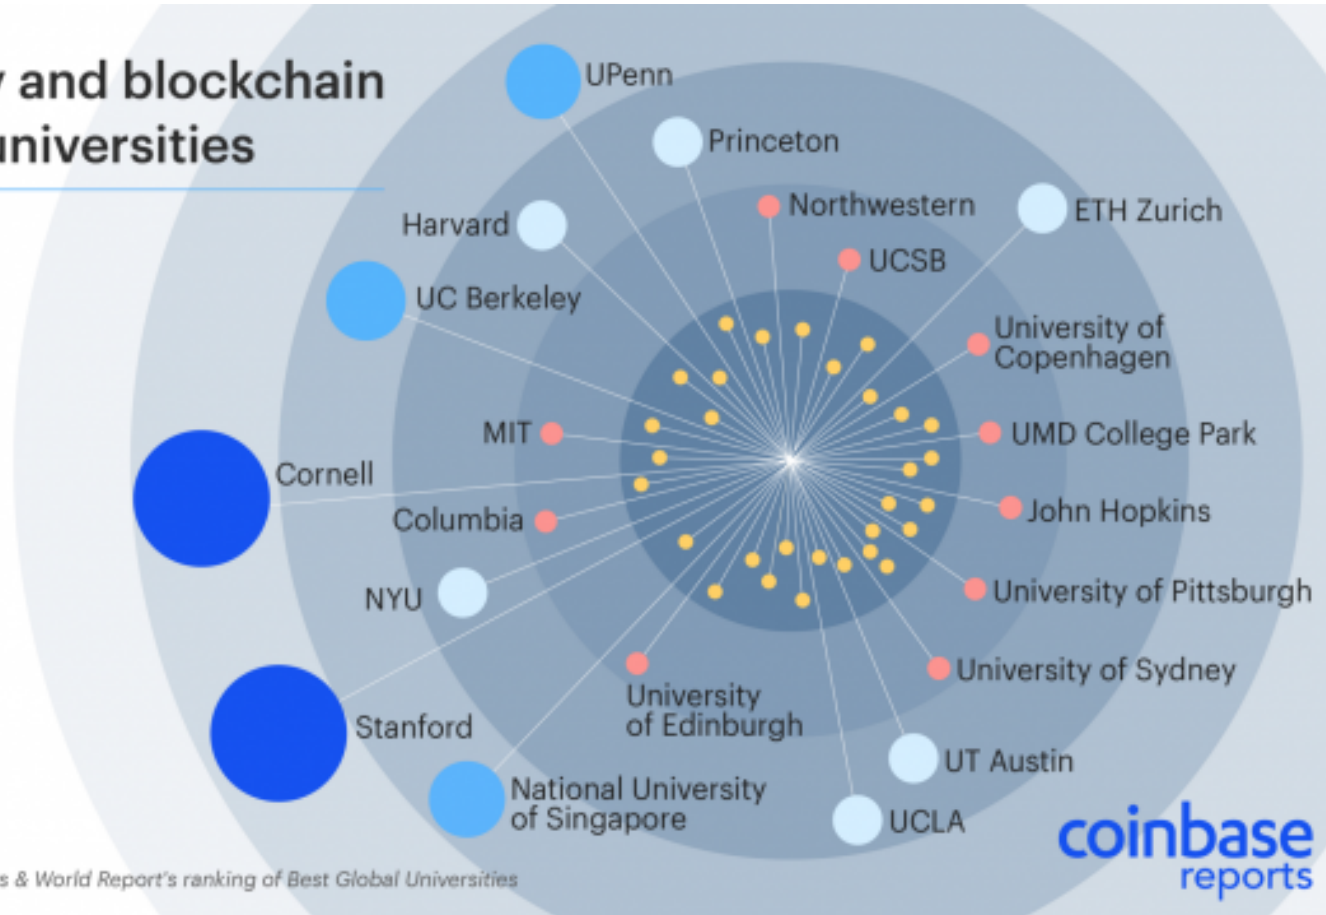 y and blockchain
universities
UPenn
Princeton
Northwestern
ETH Zurich
Harvard
UCSB
UC Berkeley
University of
Copenhagen
MIT
UMD College Park
Cornell
Columbia
John Hopkins
NYU
University of Pittsburgh
University of Sydney
University
of Edinburgh
Stanford
UT Austin
National University
of Singapore
UCLA
coinbase
reports
s & World Report's ranking of Best Global Universities